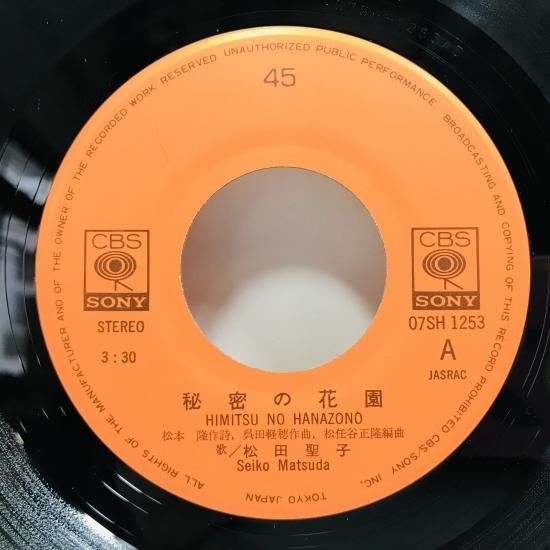 ALL RIGHTS OF THE MANUFACTURER AND OF THE OWNER OF THE RECORDED WORK RESERVED UNAUTHORIZED PUBLIC PERFORMANCE, BROADCASTING AND COPYING OF THIS RECORD PROHIBITED CBS/SONY INC. TOKYO JAPAN
45
CBS
SONY
STEREO
3:30
CBS
SONY
07SH 1253
A
JASRAC
秘密の花園
HIMITSU NO HANAZONO
松本 隆作詩, 呉田軽穂作曲, 松任谷正隆編曲
歌/松田聖子
Seiko Matsuda